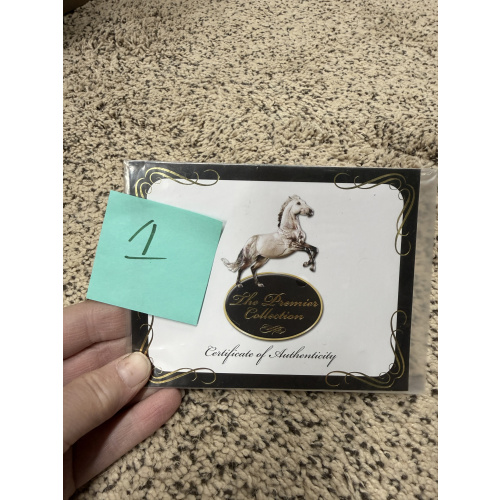 1
The Premier
Collection
Certificate of Authenticity